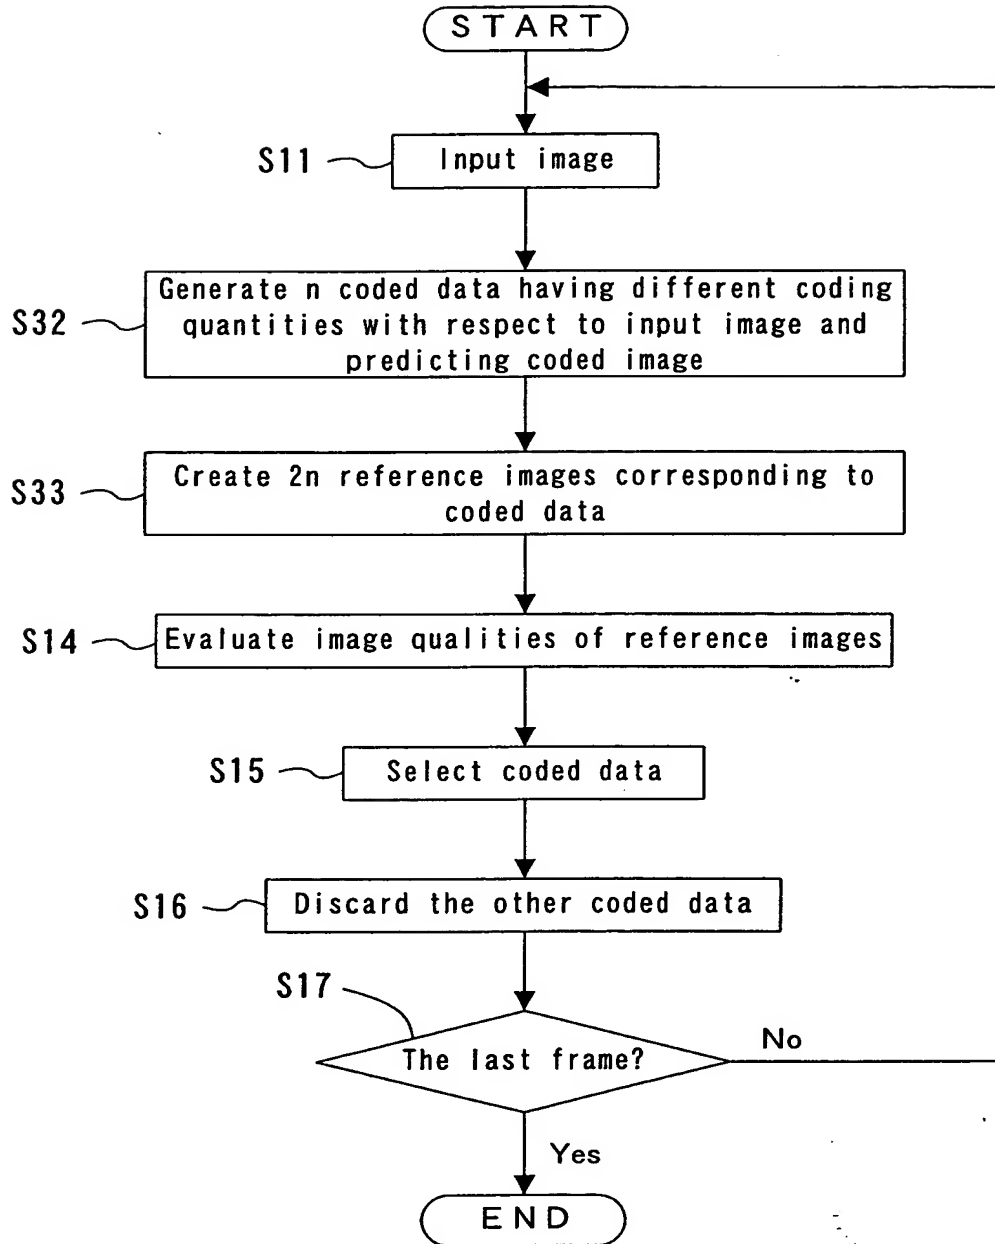 START
S11
Input image
S32
Generate n coded data having different coding
quantities with respect to input image and
predicting coded image
S33
Create 2n reference images corresponding to
coded data
S14
Evaluate image qualities of reference images
S15
Select coded data
S16
Discard the other coded data
S17
The last frame?
No
Yes
END